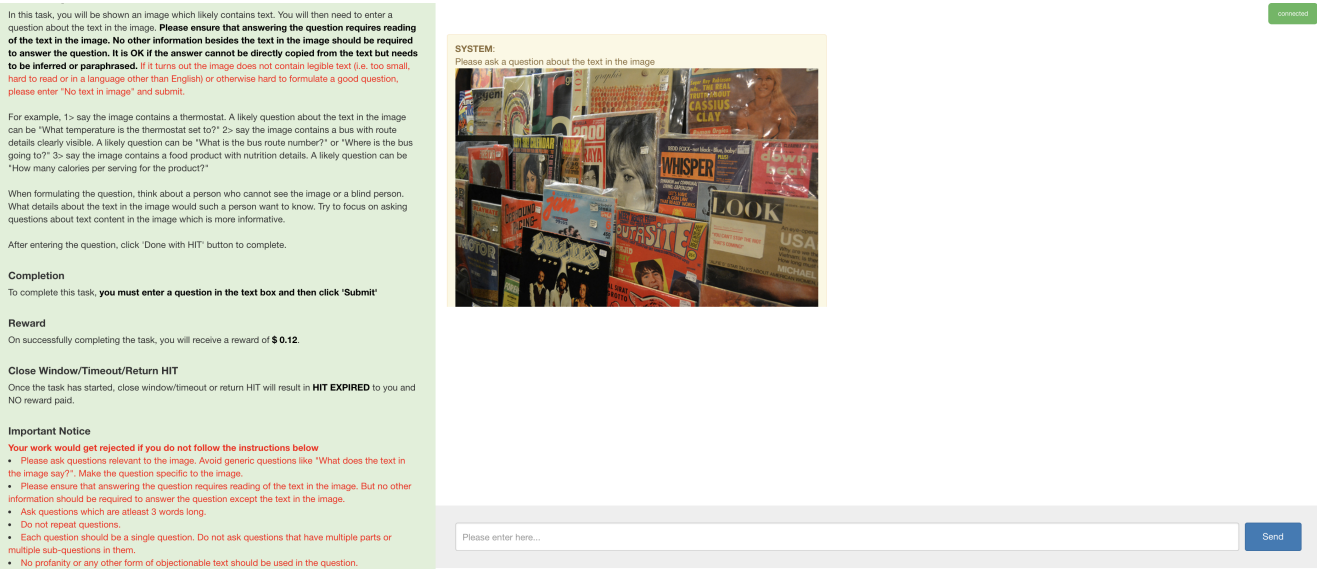 In this task, you will be shown an image which likely contains text. You will then need to enter a
question about the text in the image. Please ensure that answering the question requires reading
of the text in the image. No other information besides the text in the image should be required
to answer the question. It is OK if the answer cannot be directly copied from the text but needs
to be inferred or paraphrased. If it turns out the image does not contain legible text (i.e. too small,
hard to read or in a language other than English) or otherwise hard to formulate a good question,
please enter "No text in image" and submit.
For example, 1> say the image contains a thermostat. A likely question about the text in the image
can be "What temperature is the thermostat set to?" 2> say the image contains a bus with route
details clearly visible. A likely question can be "What is the bus route number?" or "Where is the bus
going to?" 3> say the image contains a food product with nutrition details. A likely question can be
"How many calories per serving for the product?"
When formulating the question, think about a person who cannot see the image or a blind person.
What details about the text in the image would such a person want to know. Try to focus on asking
questions about text content in the image which is more informative.
After entering the question, click 'Done with HIT' button to complete.
Completion
To complete this task, you must enter a question in the text box and then click 'Submit'
Reward
On successfully completing the task, you will receive a reward of $ 0.12.
Close Window/Timeout/Return HIT
Once the task has started, close window/timeout or return HIT will result in HIT EXPIRED to you and
NO reward paid.
Important Notice
Your work would get rejected if you do not follow the instructions below
• Please ask questions relevant to the image. Avoid generic questions like "What does the text in
the image say?". Make the question specific to the image.
• Please ensure that answering the question requires reading of the text in the image. But no other
information should be required to answer the question except the text in the image.
• Ask questions which are atleast 3 words long.
• Do not repeat questions.
• Each question should be a single question. Do not ask questions that have multiple parts or
multiple sub-questions in them.
• No profanity or any other form of objectionable text should be used in the question.
connected
SYSTEM:
Please ask a question about the text in the image
THE REAL
TRUTH ABOUT
CASSIUS
CLAY
WHISPER
down
beat
LOOK
OUTASITE
USA
MICHAEL
1979 TOUR
Please enter here...
Send